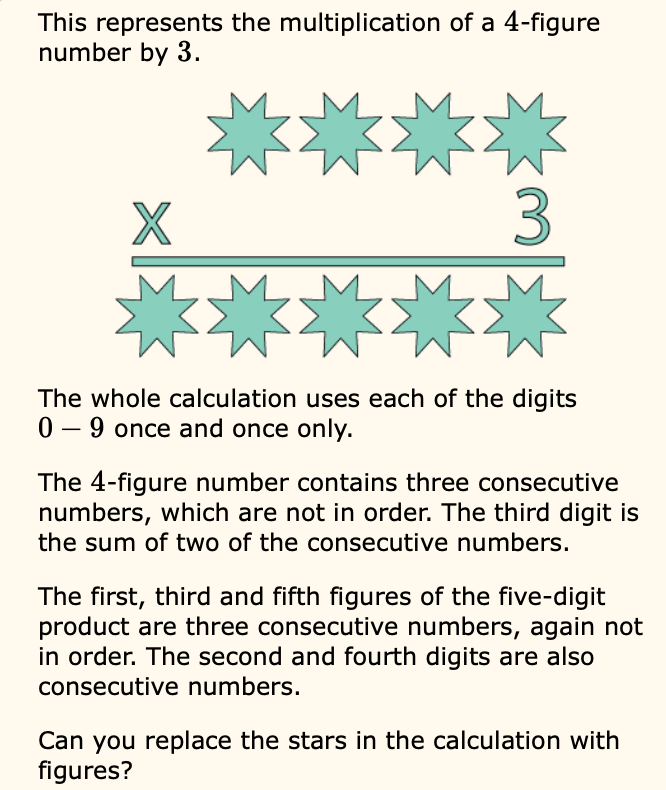 This represents the multiplication of a 4-figure
number by 3.
x 3
The whole calculation uses each of the digits
0 – 9 once and once only.
The 4-figure number contains three consecutive
numbers, which are not in order. The third digit is
the sum of two of the consecutive numbers.
The first, third and fifth figures of the five-digit
product are three consecutive numbers, again not
in order. The second and fourth digits are also
consecutive numbers.
Can you replace the stars in the calculation with
figures?